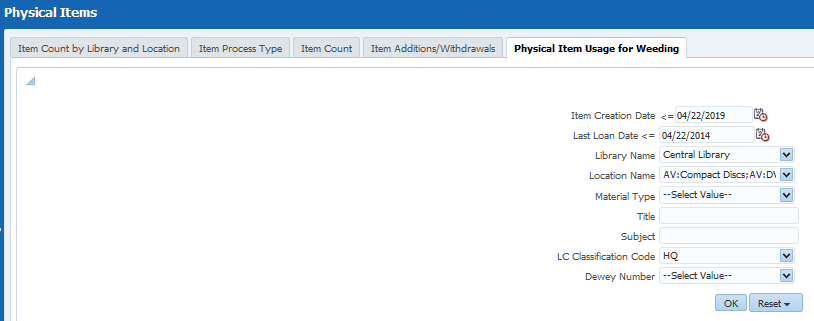 Physical Items
Item Count by Library and Location Item Process Type Item Count Item Additions/Withdrawals Physical Item Usage for Weeding
Item Creation Date <= 04/22/2019
Last Loan Date <= 04/22/2014
Library Name Central Library
Location Name AV:Compact Discs;AV:DV
Material Type --Select Value--
Title
Subject
LC Classification Code HQ
Dewey Number --Select Value--
OK Reset